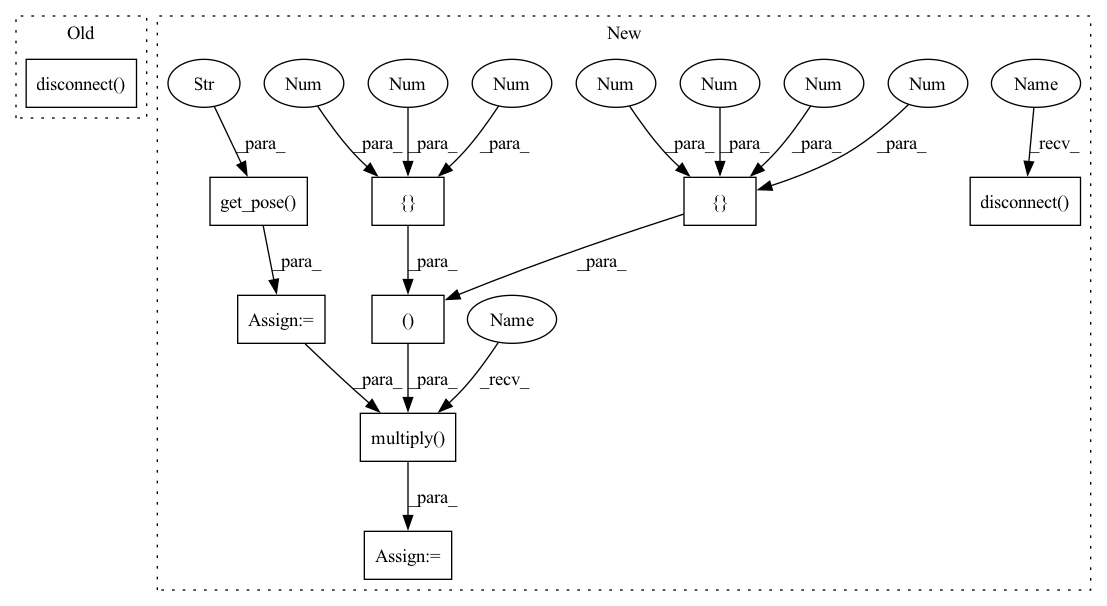 Old
New
disconnect()
Str
Num
Num
Num
Num
Num
Num
Num
Name
_para_
_para_
_para_
_para_
_para_
_para_
_para_
_para_
_recv_
get_pose()
{}
{}
disconnect()
_para_
_para_
_para_
Assign:=
()
Name
_para_
_para_
_recv_
multiply()
_para_
Assign:=